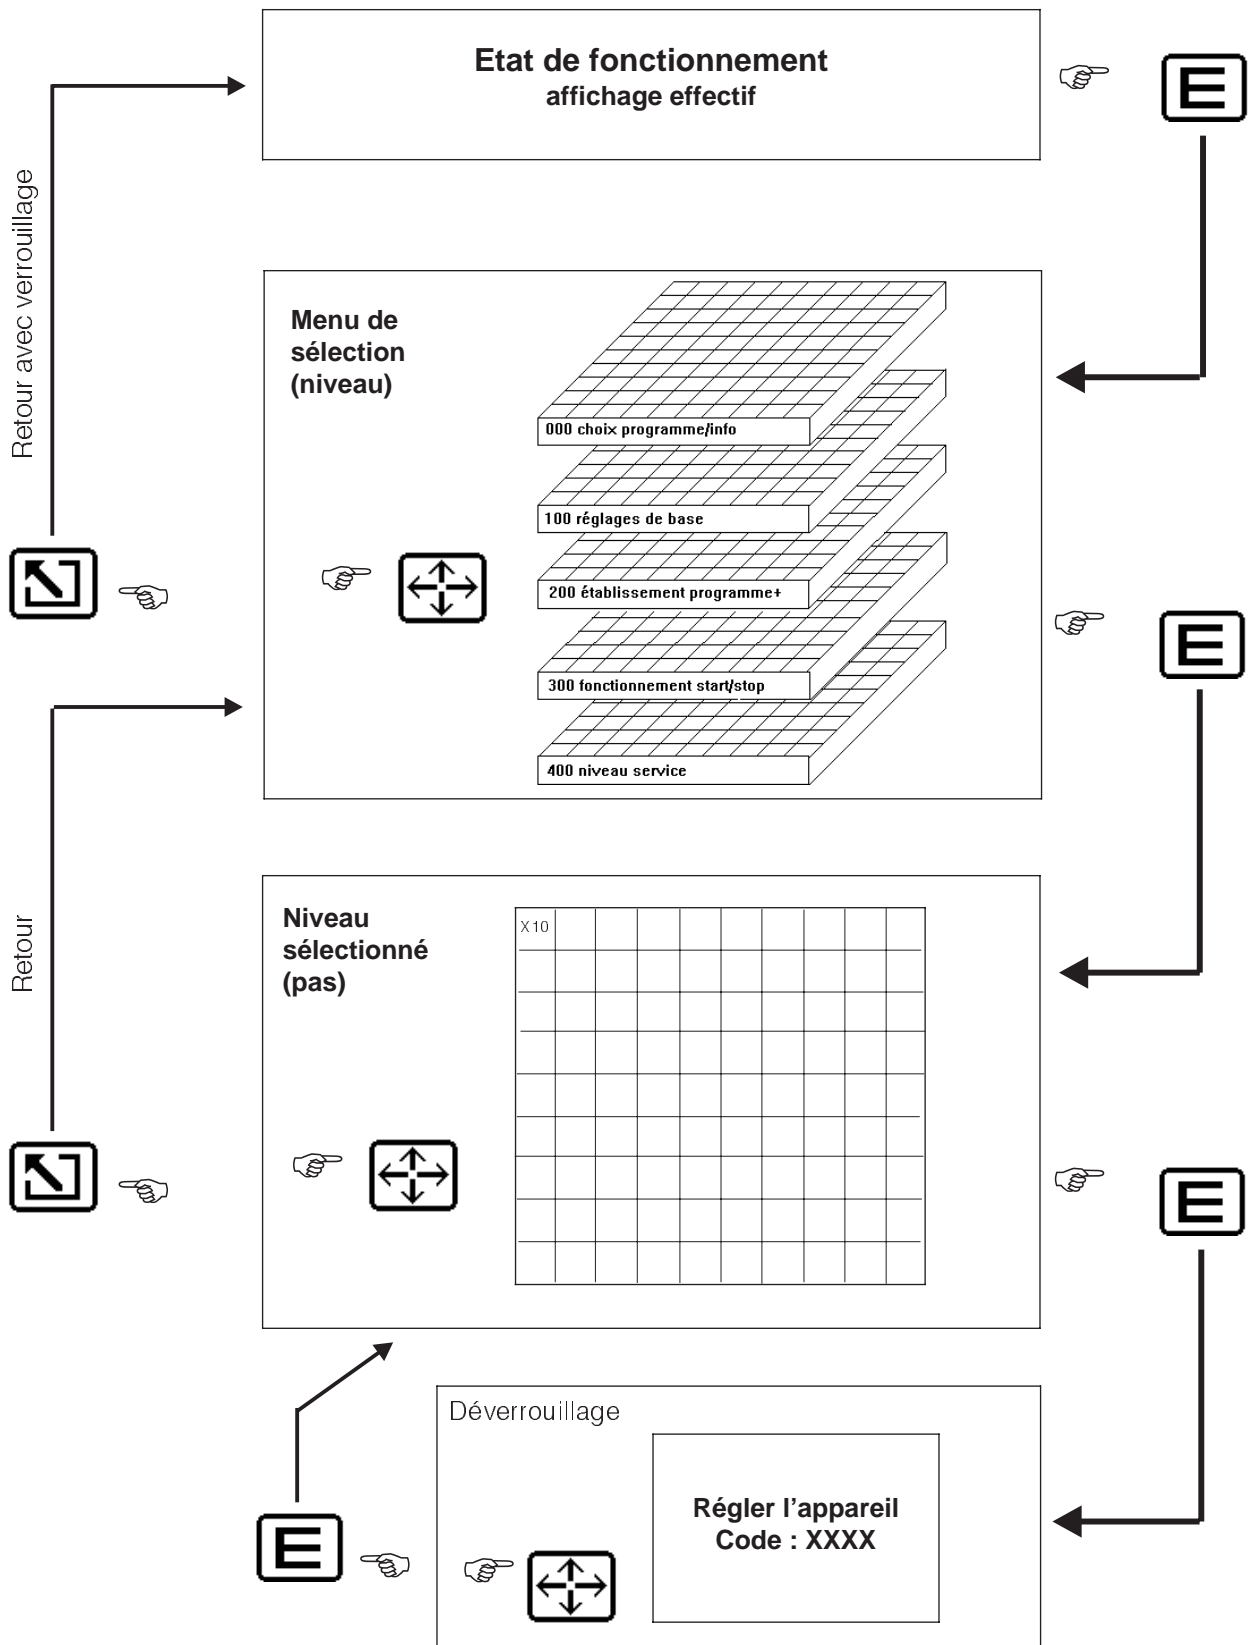 Etat de fonctionnement
affichage effectif
E
Retour avec verrouillage
Menu de
sélection
(niveau)
000 choix programme/info
100 réglages de base
200 établissement programme+
300 fonctionnement start/stop
400 niveau service
E
Retour
Niveau
sélectionné
(pas)
X10
E
Déverrouillage
Régler l’appareil
Code : XXXX
E